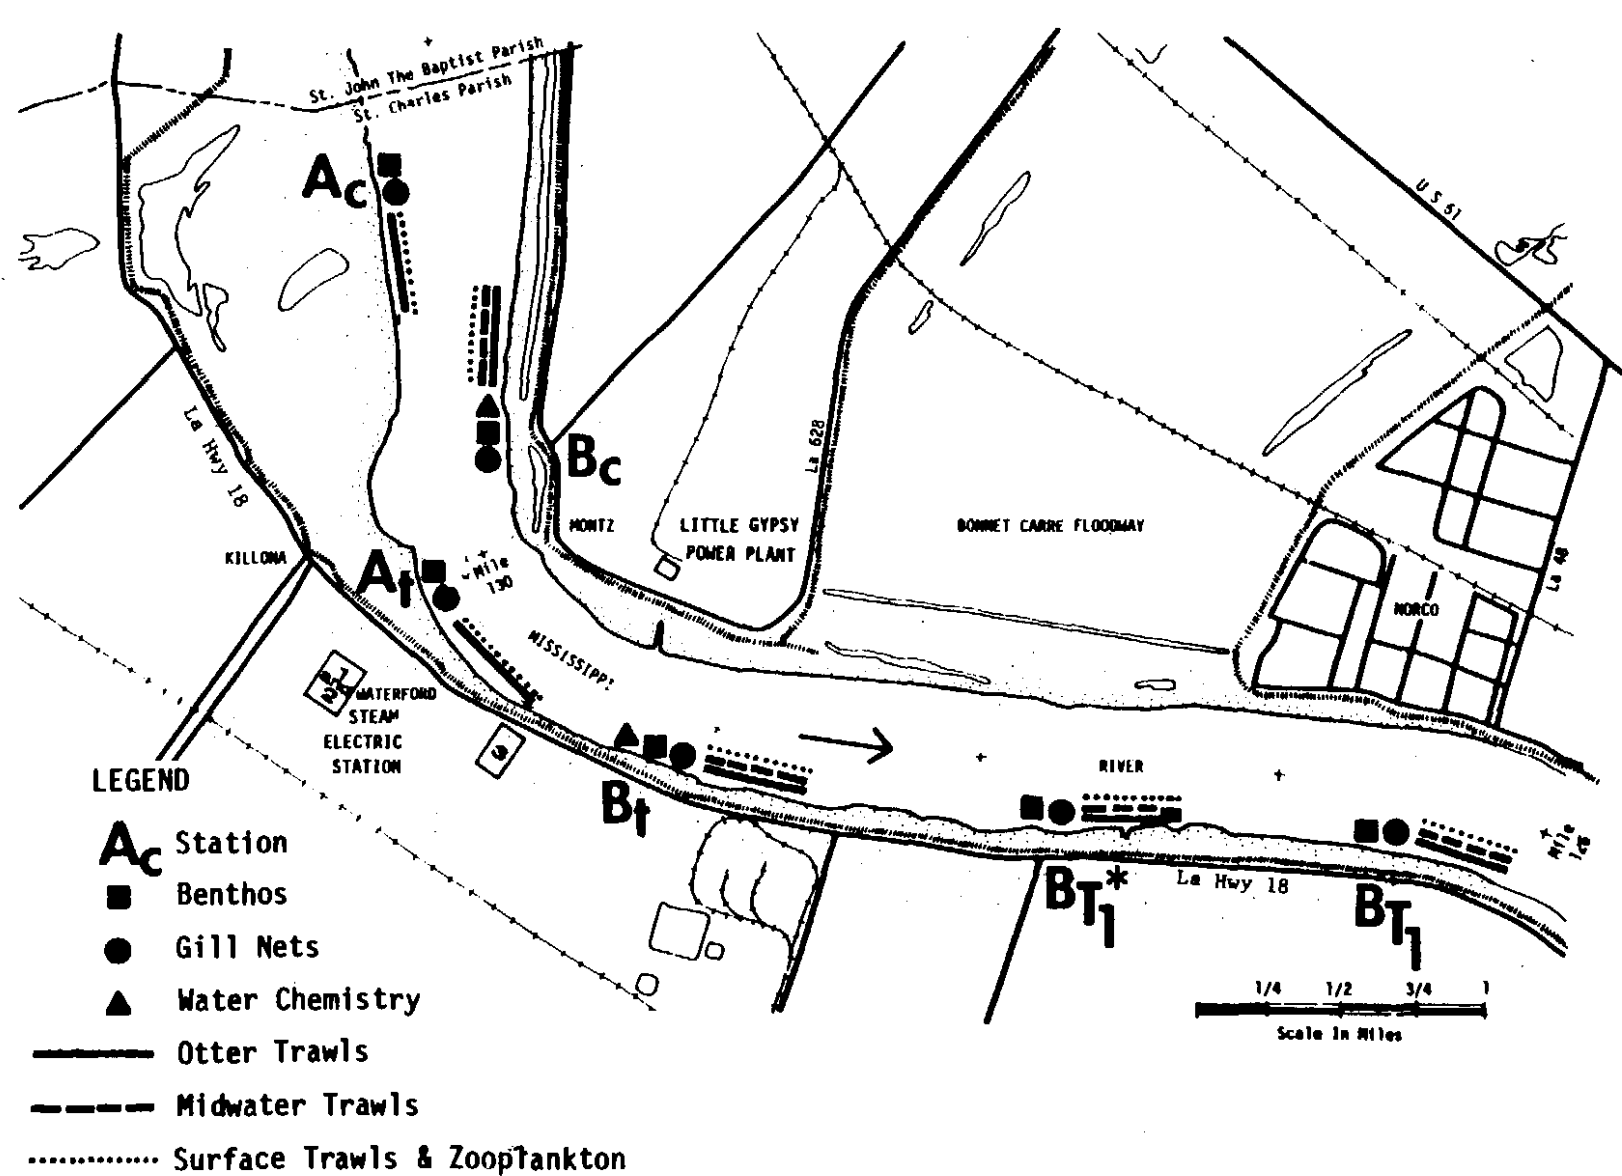 St. John The Baptist Parish
St. Charles Parish
Ac
U S 61
La Hwy 18
Bc
La 628
MONTZ
LITTLE GYPSY
POWER PLANT
BONNET CARRE FLOODWAY
KILLONA
At
Mile
130
La 48
NORCO
MISSISSIPPI
1
and
2
WATERFORD
STEAM
ELECTRIC
STATION
3
RIVER
Bt
BT1*
La Hwy 18
BT1
Mile
126
1/4 1/2 3/4 1
Scale In Miles
LEGEND
Ac Station
Benthos
Gill Nets
Water Chemistry
Otter Trawls
Midwater Trawls
Surface Trawls & Zooplankton